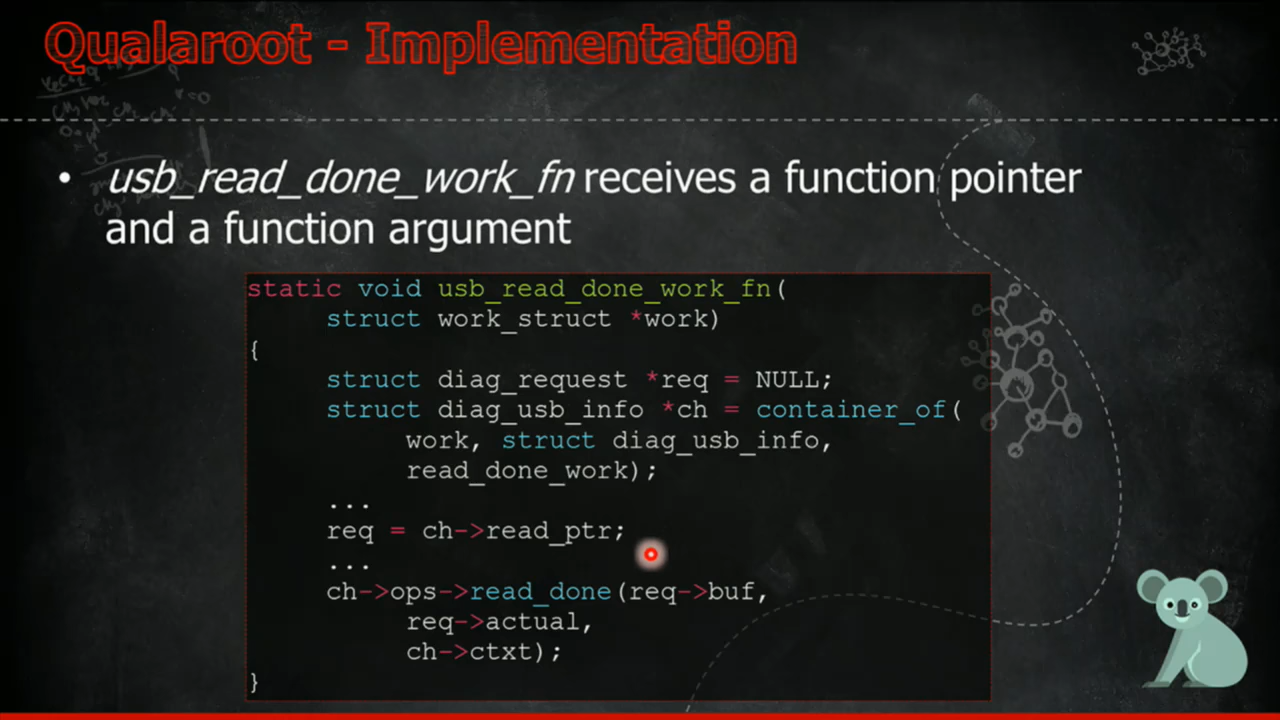 Qualaroot - Implementation
• usb_read_done_work_fn receives a function pointer
and a function argument
static void usb_read_done_work_fn(
struct work_struct *work)
{
struct diag_request *req = NULL;
struct diag_usb_info *ch = container_of(
work, struct diag_usb_info,
read_done_work);
...
req = ch->read_ptr;
...
ch->ops->read_done(req->buf,
req->actual,
ch->ctxt);
}